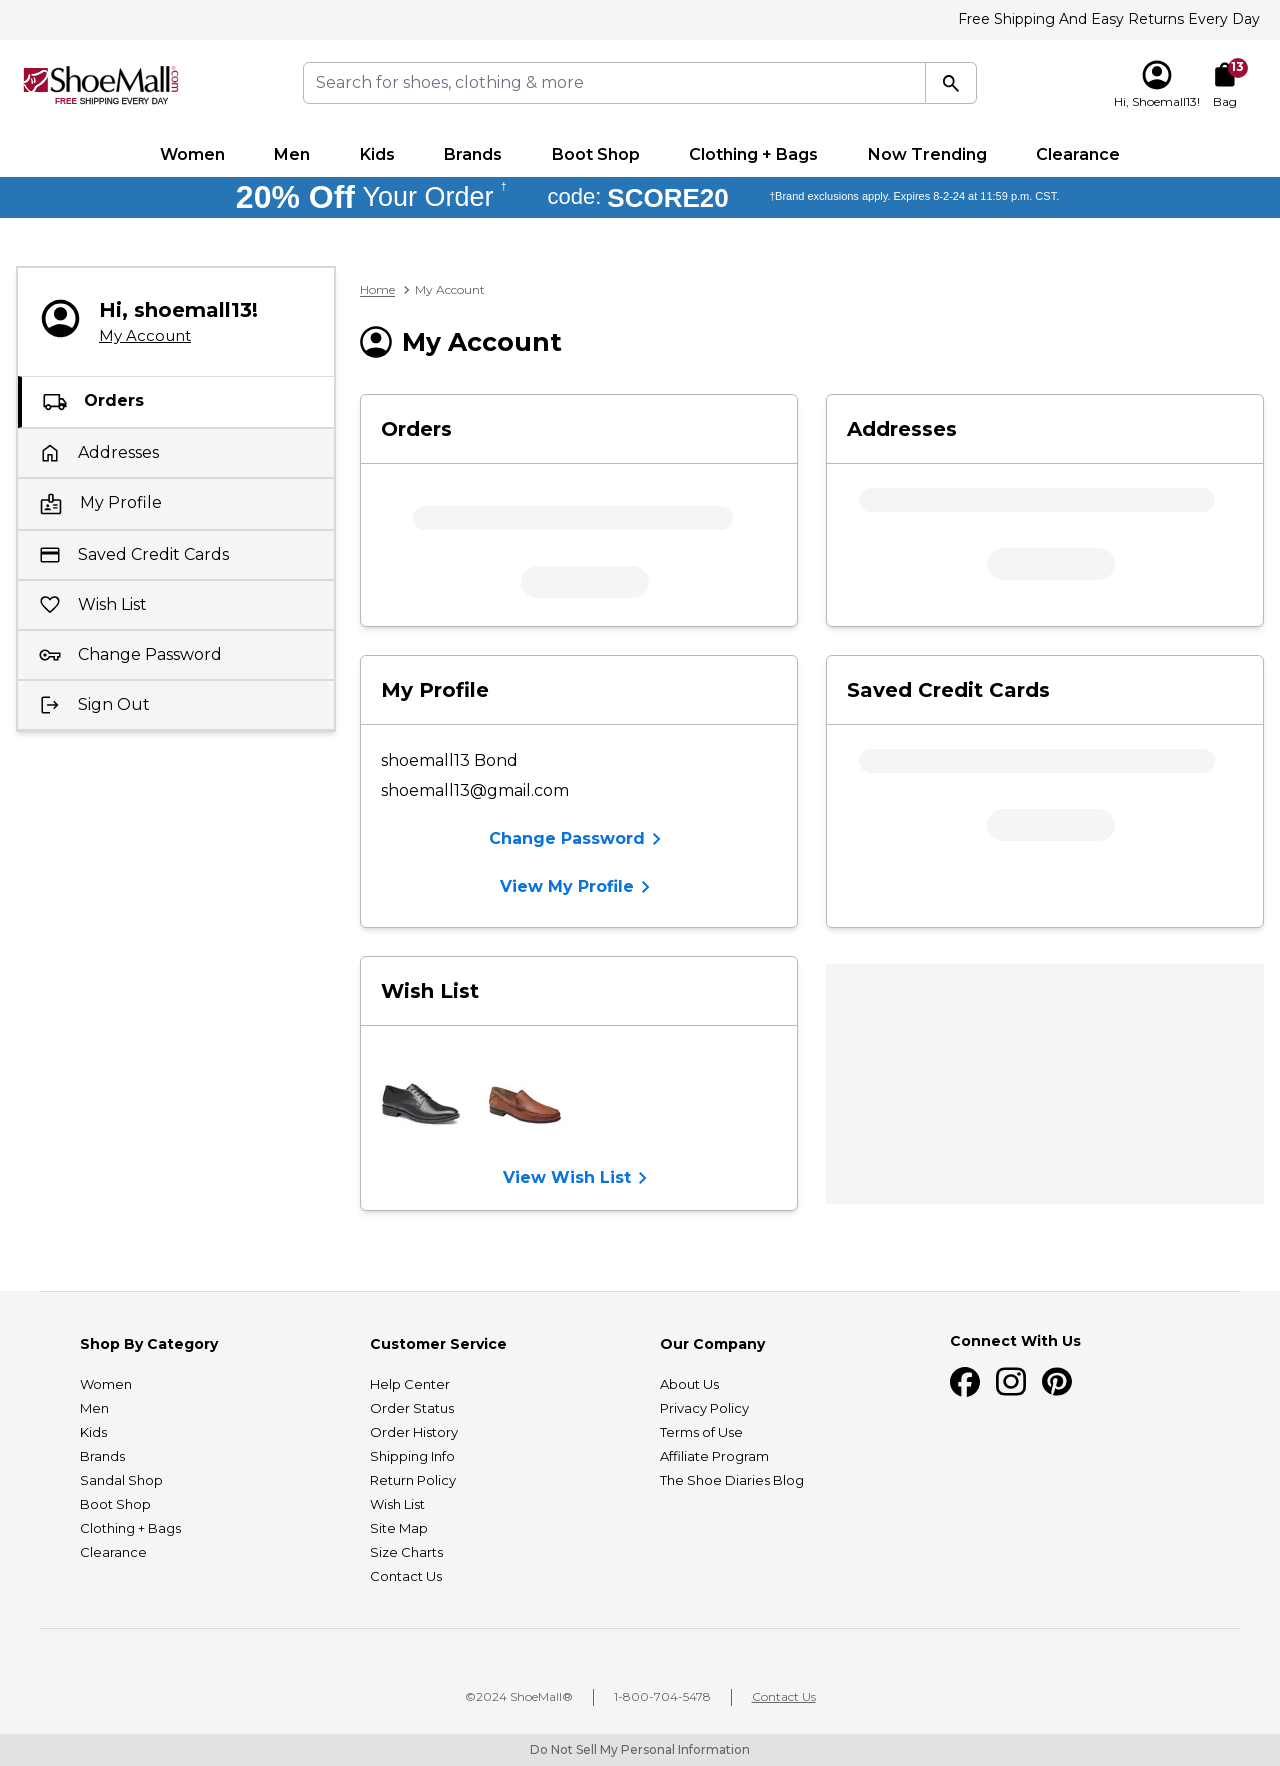 Free Shipping And Easy Returns Every Day
ShoeMall.com
FREE SHIPPING EVERY DAY
Search for shoes, clothing & more
Hi, Shoemall13!
13
Bag
Women Men Kids Brands Boot Shop Clothing + Bags Now Trending Clearance
20% Off Your Order † code: SCORE20 †Brand exclusions apply. Expires 8-2-24 at 11:59 p.m. CST.
Hi, shoemall13!
My Account
Orders
Addresses
My Profile
Saved Credit Cards
Wish List
Change Password
Sign Out
Home > My Account
My Account
Orders
Addresses
My Profile
shoemall13 Bond
shoemall13@gmail.com
Change Password
View My Profile
Saved Credit Cards
Wish List
View Wish List
Shop By Category
Women
Men
Kids
Brands
Sandal Shop
Boot Shop
Clothing + Bags
Clearance
Customer Service
Help Center
Order Status
Order History
Shipping Info
Return Policy
Wish List
Site Map
Size Charts
Contact Us
Our Company
About Us
Privacy Policy
Terms of Use
Affiliate Program
The Shoe Diaries Blog
Connect With Us
©2024 ShoeMall® 1-800-704-5478 Contact Us
Do Not Sell My Personal Information